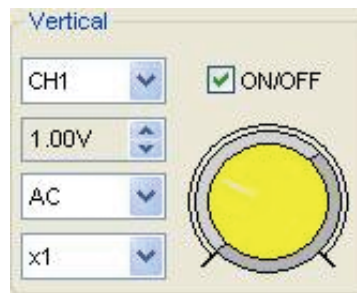 Vertical
CH1
ON/OFF
1.00V
AC
x1